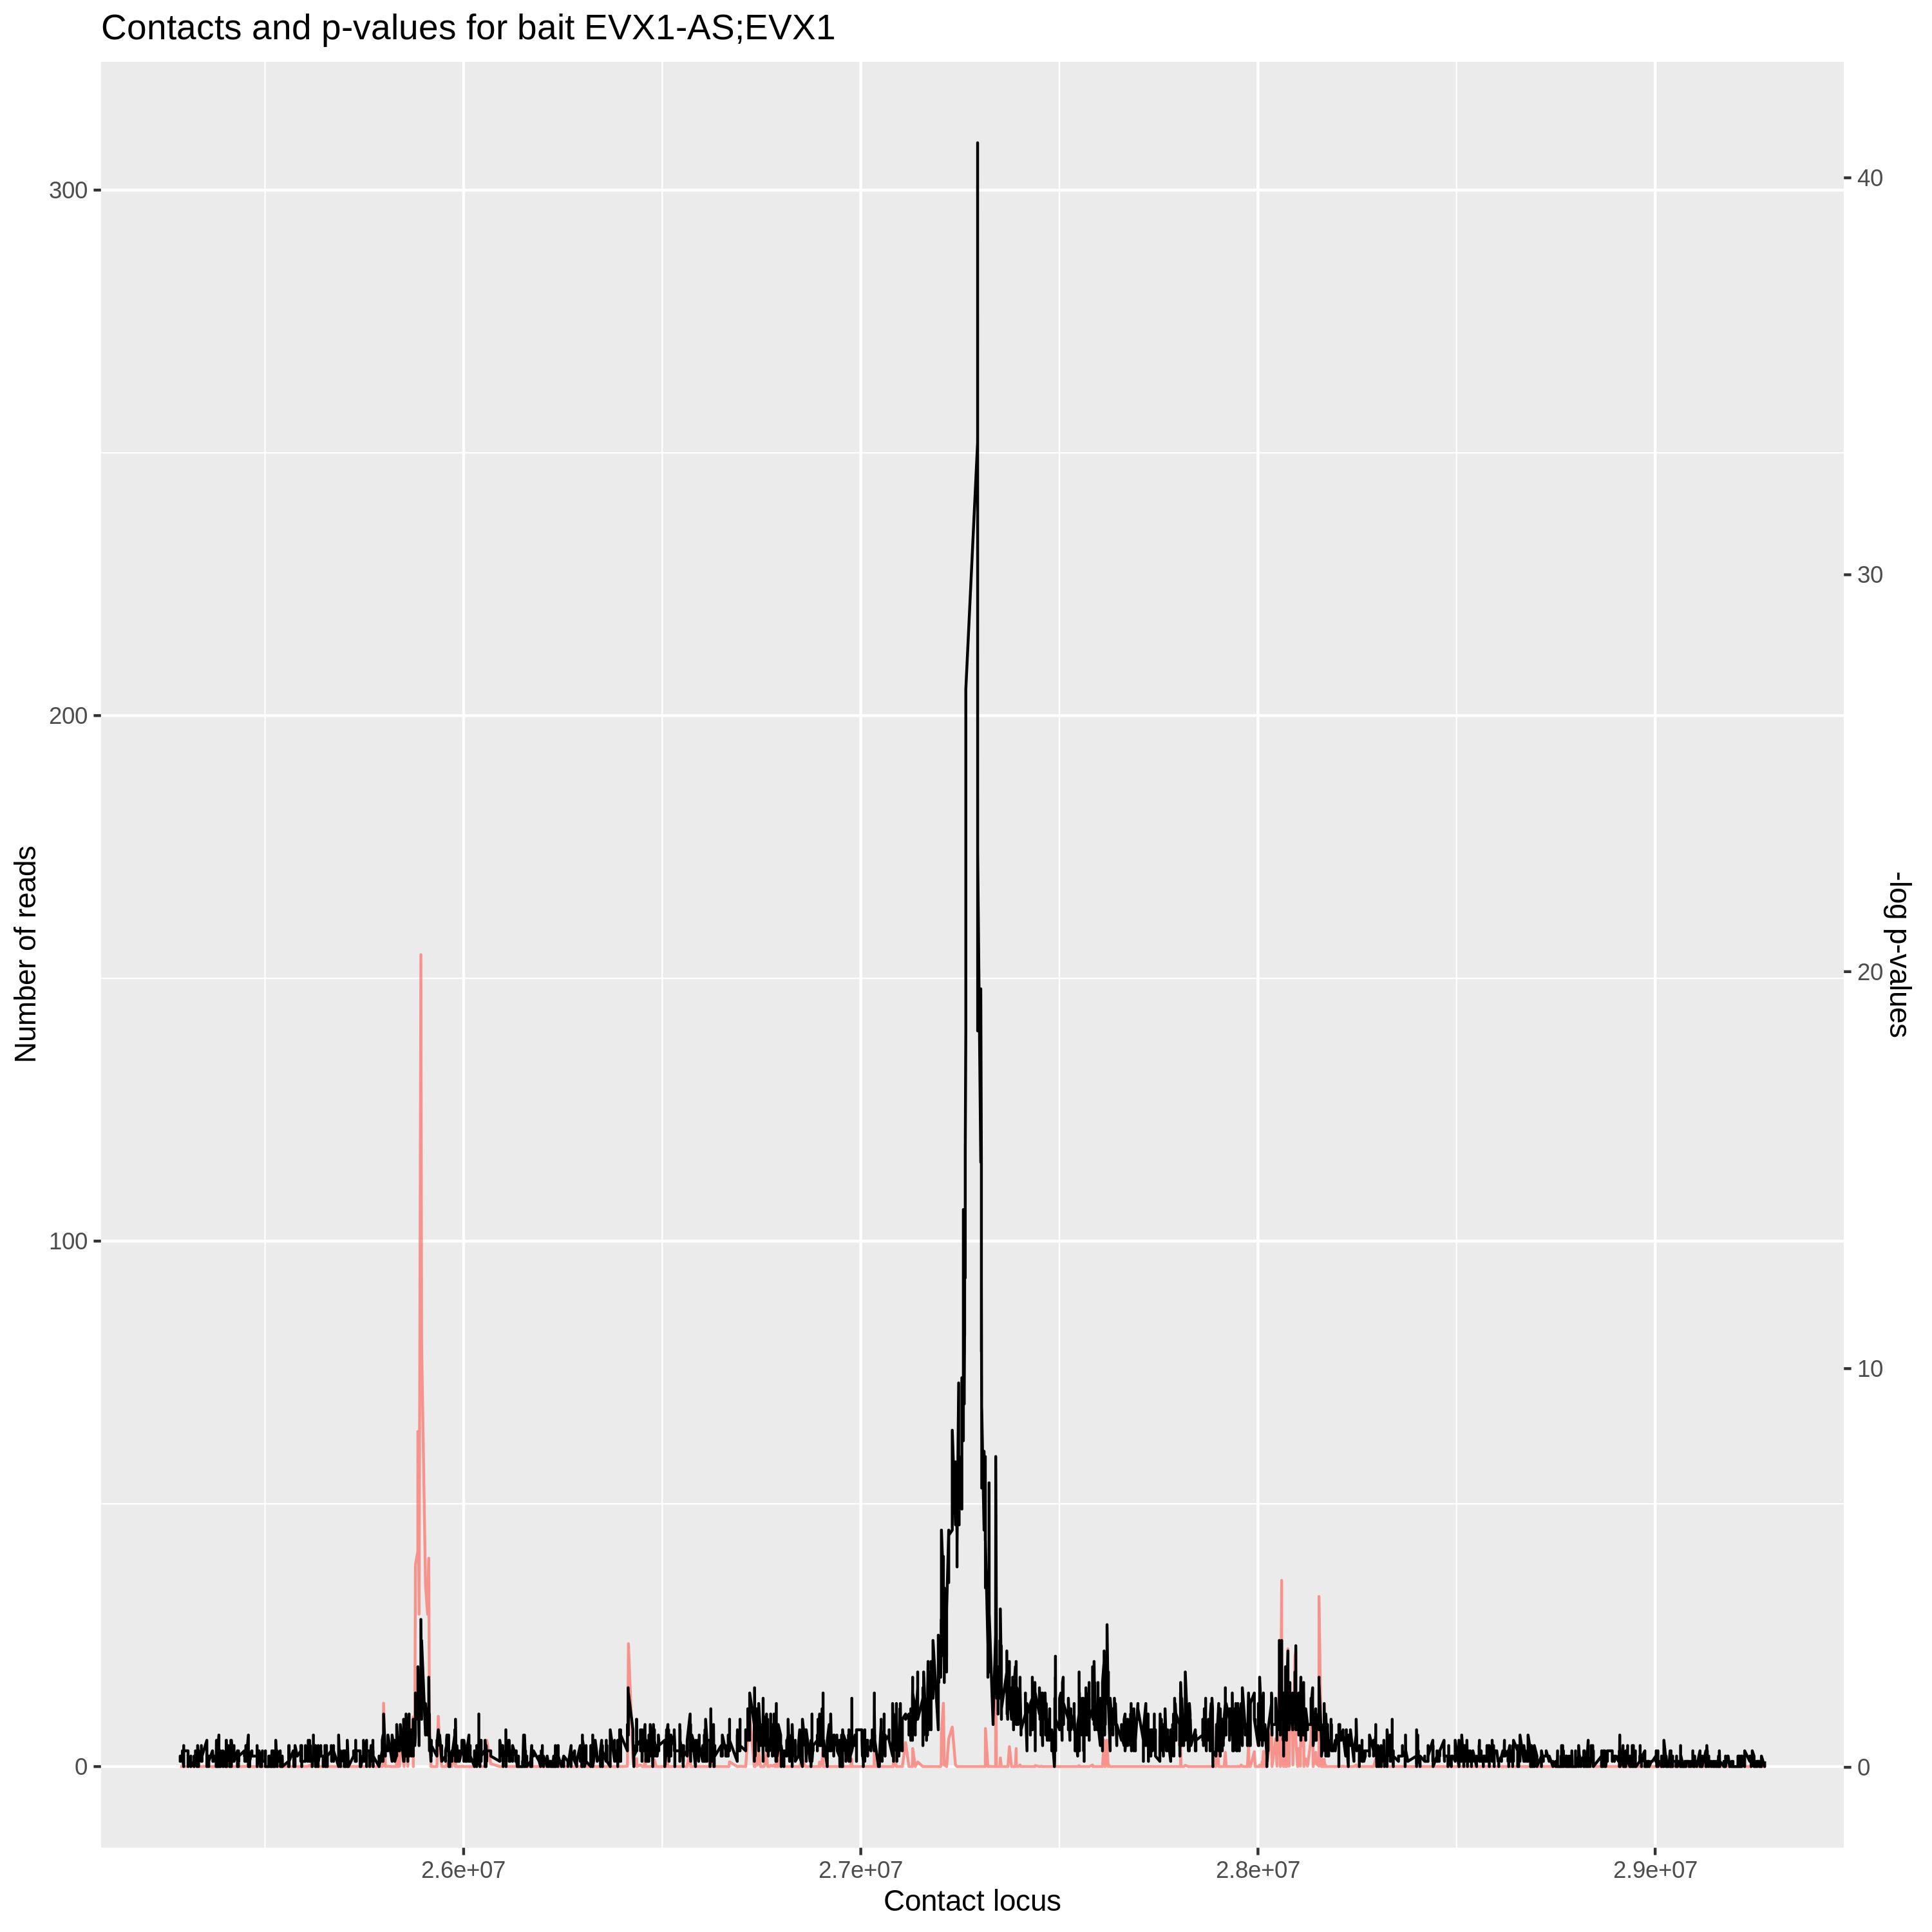 Contacts and p-values for bait EVX1-AS;EVX1
300
200
100
0
Number of reads
40
30
20
10
0
-log p-values
2.6e+07
2.7e+07
2.8e+07
2.9e+07
Contact locus